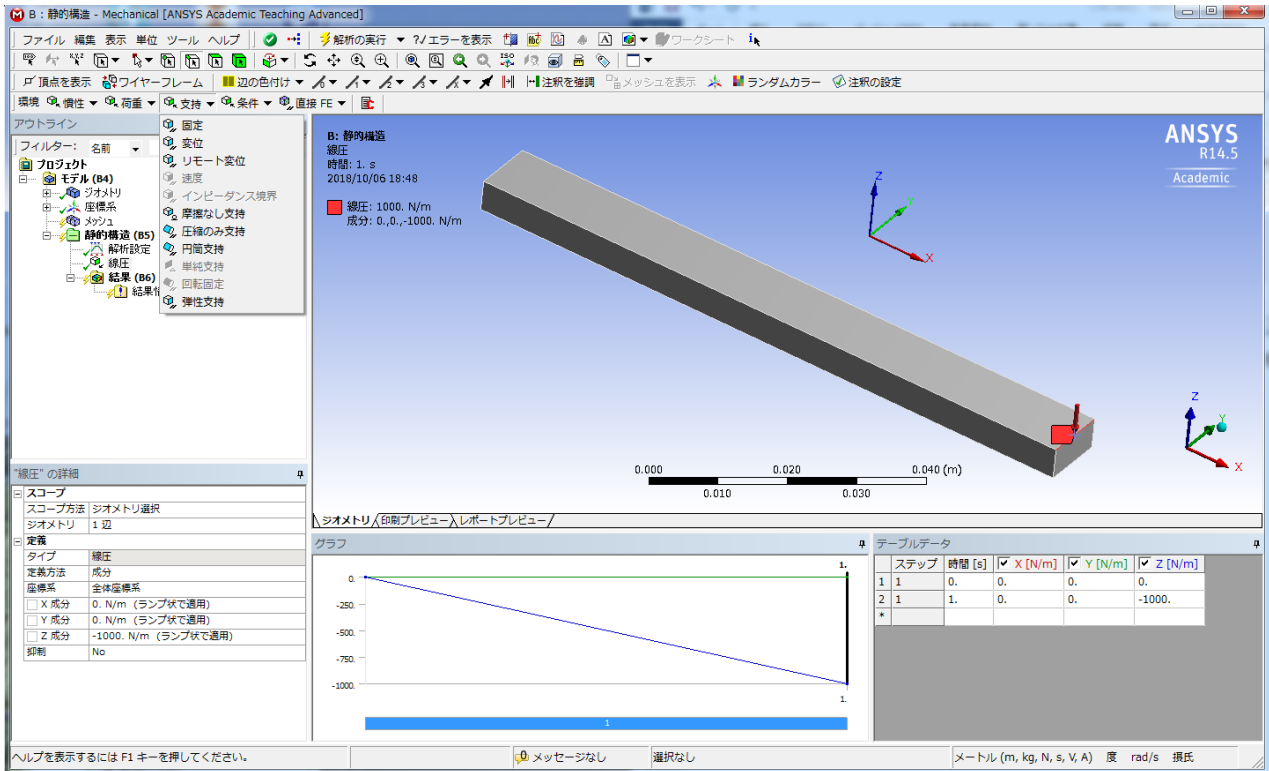 B : 静的構造 - Mechanical [ANSYS Academic Teaching Advanced]
ファイル 編集 表示 単位 ツール ヘルプ 解析の実行 ?/エラーを表示 ワークシート
頂点を表示 ワイヤーフレーム 辺の色付け 注釈を強調 メッシュを表示 ランダムカラー 注釈の設定
環境 慣性 荷重 支持 条件 直接 FE
アウトライン
フィルター: 名前
プロジェクト
モデル (B4)
ジオメトリ
座標系
メッシュ
静的構造 (B5)
解析設定
線圧
結果 (B6)
固定
変位
リモート変位
速度
インピーダンス境界
摩擦なし支持
圧縮のみ支持
円筒支持
単純支持
回転固定
弾性支持
B: 静的構造
線圧
時間: 1. s
2018/10/06 18:48
線圧: 1000. N/m
成分: 0.,0.,-1000. N/m
ANSYS
R14.5
Academic
Z
Y
X
Z
Y
X
0.000 0.020 0.040 (m)
0.010 0.030
ジオメトリ 印刷プレビュー レポートプレビュー
"線圧" の詳細
スコープ
スコープ方法 ジオメトリ選択
ジオメトリ 1 辺
定義
タイプ 線圧
定義方法 成分
座標系 全体座標系
X 成分 0. N/m (ランプ状で適用)
Y 成分 0. N/m (ランプ状で適用)
Z 成分 -1000. N/m (ランプ状で適用)
抑制 No
グラフ
1.
0.
-250.
-500.
-750.
-1000.
1.
1
テーブルデータ
ステップ 時間 [s] X [N/m] Y [N/m] Z [N/m]
1 1 0. 0. 0. 0.
2 1 1. 0. 0. -1000.
*
ヘルプを表示するには F1 キーを押してください。 0 メッセージなし 選択なし メートル (m, kg, N, s, V, A) 度 rad/s 摂氏